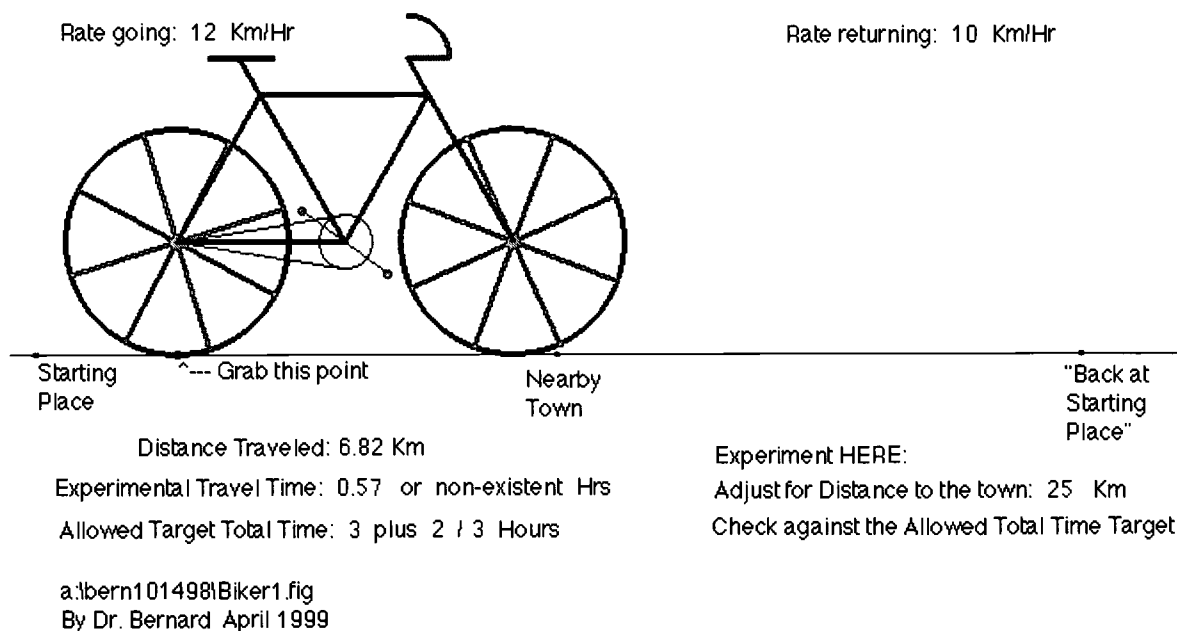 Rate going: 12 Km/Hr
Rate returning: 10 Km/Hr
Starting
Place
^--- Grab this point
Nearby
Town
"Back at
Starting
Place"
Distance Traveled: 6.82 Km
Experimental Travel Time: 0.57 or non-existent Hrs
Allowed Target Total Time: 3 plus 2 / 3 Hours
Experiment HERE:
Adjust for Distance to the town: 25 Km
Check against the Allowed Total Time Target
a:\bern101498\Biker1.fig
By Dr. Bernard April 1999